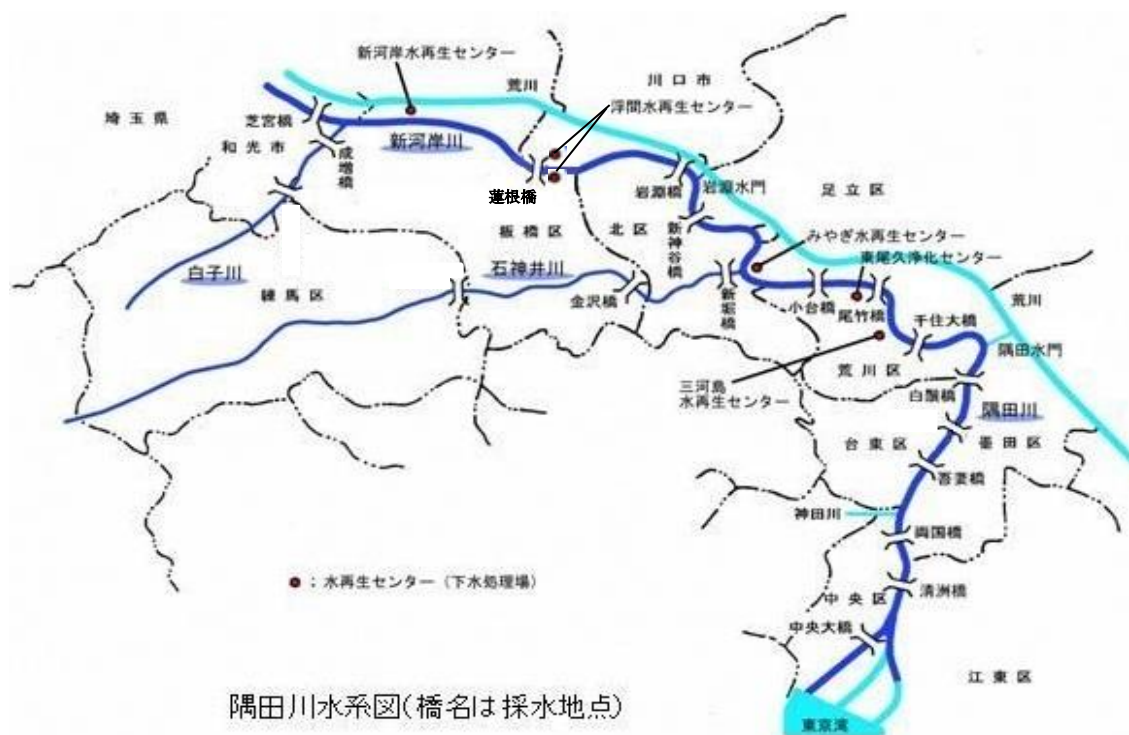 新河岸水再生センター
荒川
川口市
浮間水再生センター
埼玉県
芝宮橋
和光市
成増橋
新河岸川
蓮根橋
岩淵橋
岩淵水門
足立区
板橋区
北区
新神谷橋
みやぎ水再生センター
東尾久浄化センター
白子川
石神井川
練馬区
金沢橋
新堀橋
小台橋
尾竹橋
荒川
千住大橋
隅田水門
三河島
水再生センター
荒川区
白鬚橋
隅田川
台東区
墨田区
吾妻橋
神田川
両国橋
●：水再生センター（下水処理場）
中央区
清洲橋
中央大橋
江東区
隅田川水系図(橋名は採水地点)
東京湾